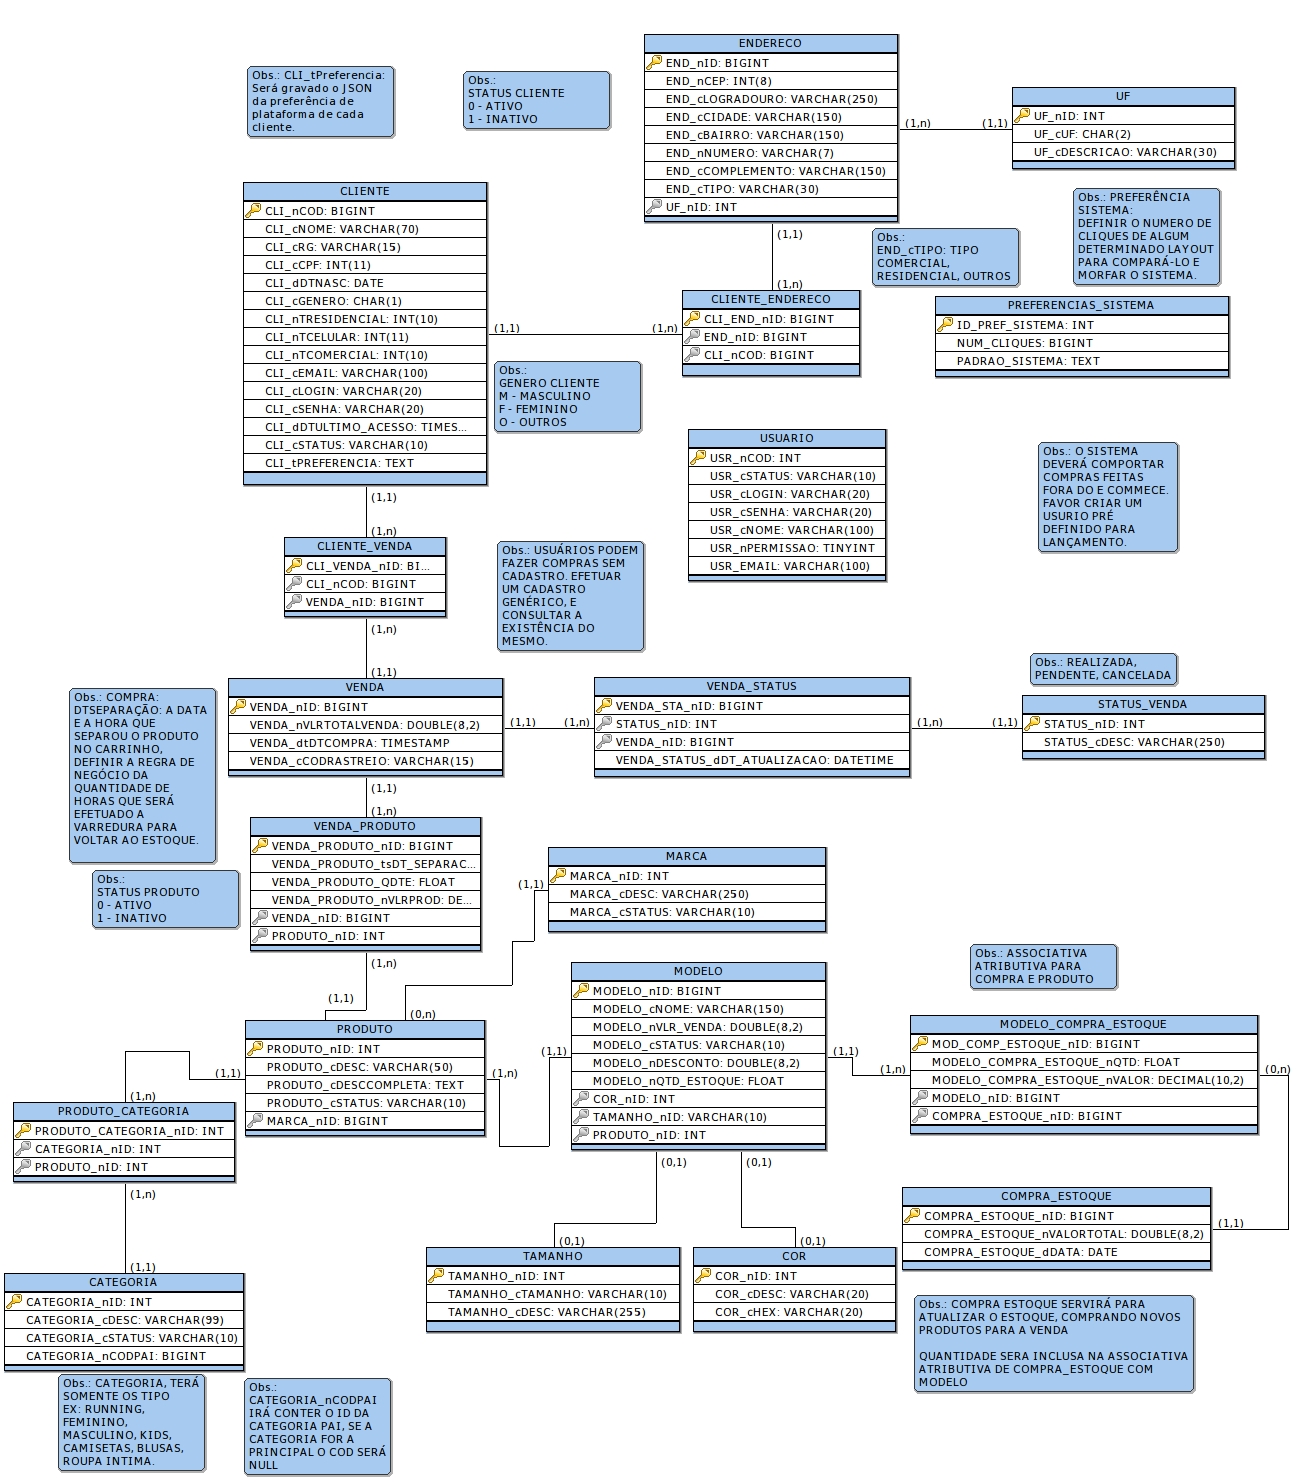 ENDERECO
END_nID: BIGINT
END_nCEP: INT(8)
END_cLOGRADOURO: VARCHAR(250)
END_cCIDADE: VARCHAR(150)
END_cBAIRRO: VARCHAR(150)
END_nNUMERO: VARCHAR(7)
END_cCOMPLEMENTO: VARCHAR(150)
END_cTIPO: VARCHAR(30)
UF_nID: INT
Obs.: CLI_tPreferencia:
Será gravado o JSON
da preferência de
plataforma de cada
cliente.
Obs.:
STATUS CLIENTE
0 - ATIVO
1 - INATIVO
(1,n)
(1,1)
UF
UF_nID: INT
UF_cUF: CHAR(2)
UF_cDESCRICAO: VARCHAR(30)
CLIENTE
CLI_nCOD: BIGINT
CLI_cNOME: VARCHAR(70)
CLI_cRG: VARCHAR(15)
CLI_cCPF: INT(11)
CLI_dDTNASC: DATE
CLI_cGENERO: CHAR(1)
CLI_nTRESIDENCIAL: INT(10)
CLI_nTCELULAR: INT(11)
CLI_nTCOMERCIAL: INT(10)
CLI_cEMAIL: VARCHAR(100)
CLI_cLOGIN: VARCHAR(20)
CLI_cSENHA: VARCHAR(20)
CLI_dDTULTIMO_ACESSO: TIMES...
CLI_cSTATUS: VARCHAR(10)
CLI_tPREFERENCIA: TEXT
Obs.: PREFERÊNCIA
SISTEMA:
DEFINIR O NUMERO DE
CLIQUES DE ALGUM
DETERMINADO LAYOUT
PARA COMPARÁ-LO E
MORFAR O SISTEMA.
(1,1)
(1,n)
Obs.:
END_cTIPO: TIPO
COMERCIAL,
RESIDENCIAL, OUTROS
CLIENTE_ENDERECO
CLI_END_nID: BIGINT
END_nID: BIGINT
CLI_nCOD: BIGINT
(1,1)
(1,n)
PREFERENCIAS_SISTEMA
ID_PREF_SISTEMA: INT
NUM_CLIQUES: BIGINT
PADRAO_SISTEMA: TEXT
Obs.:
GENERO CLIENTE
M - MASCULINO
F - FEMININO
O - OUTROS
USUARIO
USR_nCOD: INT
USR_cSTATUS: VARCHAR(10)
USR_cLOGIN: VARCHAR(20)
USR_cSENHA: VARCHAR(20)
USR_cNOME: VARCHAR(100)
USR_nPERMISSAO: TINYINT
USR_EMAIL: VARCHAR(100)
Obs.: O SISTEMA
DEVERÁ COMPORTAR
COMPRAS FEITAS
FORA DO E COMMECE.
FAVOR CRIAR UM
USURIO PRÉ
DEFINIDO PARA
LANÇAMENTO.
(1,1)
(1,n)
CLIENTE_VENDA
CLI_VENDA_nID: BI...
CLI_nCOD: BIGINT
VENDA_nID: BIGINT
Obs.: USUÁRIOS PODEM
FAZER COMPRAS SEM
CADASTRO. EFETUAR
UM CADASTRO
GENÉRICO, E
CONSULTAR A
EXISTÊNCIA DO
MESMO.
(1,n)
(1,1)
VENDA
VENDA_nID: BIGINT
VENDA_nVLRTOTALVENDA: DOUBLE(8,2)
VENDA_dtDTCOMPRA: TIMESTAMP
VENDA_cCODRASTREIO: VARCHAR(15)
(1,1)
(1,n)
VENDA_STATUS
VENDA_STA_nID: BIGINT
STATUS_nID: INT
VENDA_nID: BIGINT
VENDA_STATUS_dDT_ATUALIZACAO: DATETIME
(1,n)
(1,1)
Obs.: REALIZADA,
PENDENTE, CANCELADA
STATUS_VENDA
STATUS_nID: INT
STATUS_cDESC: VARCHAR(250)
Obs.: COMPRA:
DTSEPARAÇÃO: A DATA
E A HORA QUE
SEPAROU O PRODUTO
NO CARRINHO,
DEFINIR A REGRA DE
NEGÓCIO DA
QUANTIDADE DE
HORAS QUE SERÁ
EFETUADO A
VARREDURA PARA
VOLTAR AO ESTOQUE.
(1,1)
(1,n)
VENDA_PRODUTO
VENDA_PRODUTO_nID: BIGINT
VENDA_PRODUTO_tsDT_SEPARAC...
VENDA_PRODUTO_QDTE: FLOAT
VENDA_PRODUTO_nVLRPROD: DE...
VENDA_nID: BIGINT
PRODUTO_nID: INT
Obs.:
STATUS PRODUTO
0 - ATIVO
1 - INATIVO
MARCA
MARCA_nID: INT
MARCA_cDESC: VARCHAR(250)
MARCA_cSTATUS: VARCHAR(10)
(1,1)
(1,n)
(1,1)
(0,n)
PRODUTO
PRODUTO_nID: INT
PRODUTO_cDESC: VARCHAR(50)
PRODUTO_cDESCCOMPLETA: TEXT
PRODUTO_cSTATUS: VARCHAR(10)
MARCA_nID: BIGINT
(1,n)
(1,1)
MODELO
MODELO_nID: BIGINT
MODELO_cNOME: VARCHAR(150)
MODELO_nVLR_VENDA: DOUBLE(8,2)
MODELO_cSTATUS: VARCHAR(10)
MODELO_nDESCONTO: DOUBLE(8,2)
MODELO_nQTD_ESTOQUE: FLOAT
COR_nID: INT
TAMANHO_nID: VARCHAR(10)
PRODUTO_nID: INT
Obs.: ASSOCIATIVA
ATRIBUTIVA PARA
COMPRA E PRODUTO
(1,1)
(1,n)
MODELO_COMPRA_ESTOQUE
MOD_COMP_ESTOQUE_nID: BIGINT
MODELO_COMPRA_ESTOQUE_nQTD: FLOAT
MODELO_COMPRA_ESTOQUE_nVALOR: DECIMAL(10,2)
MODELO_nID: BIGINT
COMPRA_ESTOQUE_nID: BIGINT
(0,n)
(1,1)
(1,1)
(1,n)
PRODUTO_CATEGORIA
PRODUTO_CATEGORIA_nID: INT
CATEGORIA_nID: INT
PRODUTO_nID: INT
(1,n)
(1,1)
(0,1)
(0,1)
(0,1)
(0,1)
COMPRA_ESTOQUE
COMPRA_ESTOQUE_nID: BIGINT
COMPRA_ESTOQUE_nVALORTOTAL: DOUBLE(8,2)
COMPRA_ESTOQUE_dDATA: DATE
TAMANHO
TAMANHO_nID: INT
TAMANHO_cTAMANHO: VARCHAR(10)
TAMANHO_cDESC: VARCHAR(255)
COR
COR_nID: INT
COR_cDESC: VARCHAR(20)
COR_cHEX: VARCHAR(20)
CATEGORIA
CATEGORIA_nID: INT
CATEGORIA_cDESC: VARCHAR(99)
CATEGORIA_cSTATUS: VARCHAR(10)
CATEGORIA_nCODPAI: BIGINT
Obs.: COMPRA ESTOQUE SERVIRÁ PARA
ATUALIZAR O ESTOQUE, COMPRANDO NOVOS
PRODUTOS PARA A VENDA
QUANTIDADE SERA INCLUSA NA ASSOCIATIVA
ATRIBUTIVA DE COMPRA_ESTOQUE COM
MODELO
Obs.: CATEGORIA, TERÁ
SOMENTE OS TIPO
EX: RUNNING,
FEMININO,
MASCULINO, KIDS,
CAMISETAS, BLUSAS,
ROUPA INTIMA.
Obs.:
CATEGORIA_nCODPAI
IRÁ CONTER O ID DA
CATEGORIA PAI, SE A
CATEGORIA FOR A
PRINCIPAL O COD SERÁ
NULL